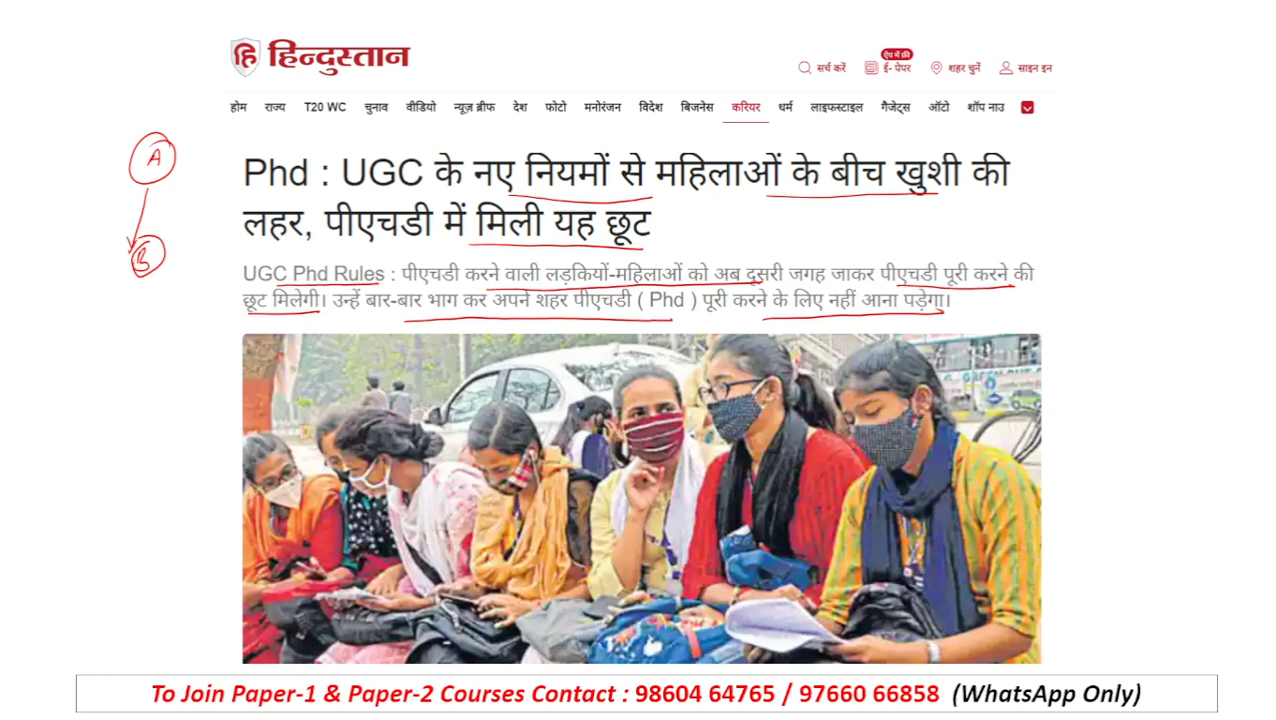 हि हिन्दुस्तान
ऐप में फ्री
सर्च करें ई- पेपर शहर चुनें साइन इन
होम राज्य T20 WC चुनाव वीडियो न्यूज़ ब्रीफ देश फोटो मनोरंजन विदेश बिजनेस करियर धर्म लाइफस्टाइल गैजेट्स ऑटो शॉप नाउ
A
Phd : UGC के नए नियमों से महिलाओं के बीच खुशी की
लहर, पीएचडी में मिली यह छूट
B
UGC Phd Rules : पीएचडी करने वाली लड़कियों-महिलाओं को अब दूसरी जगह जाकर पीएचडी पूरी करने की
छूट मिलेगी। उन्हें बार-बार भाग कर अपने शहर पीएचडी ( Phd ) पूरी करने के लिए नहीं आना पड़ेगा।
To Join Paper-1 & Paper-2 Courses Contact : 98604 64765 / 97660 66858 (WhatsApp Only)